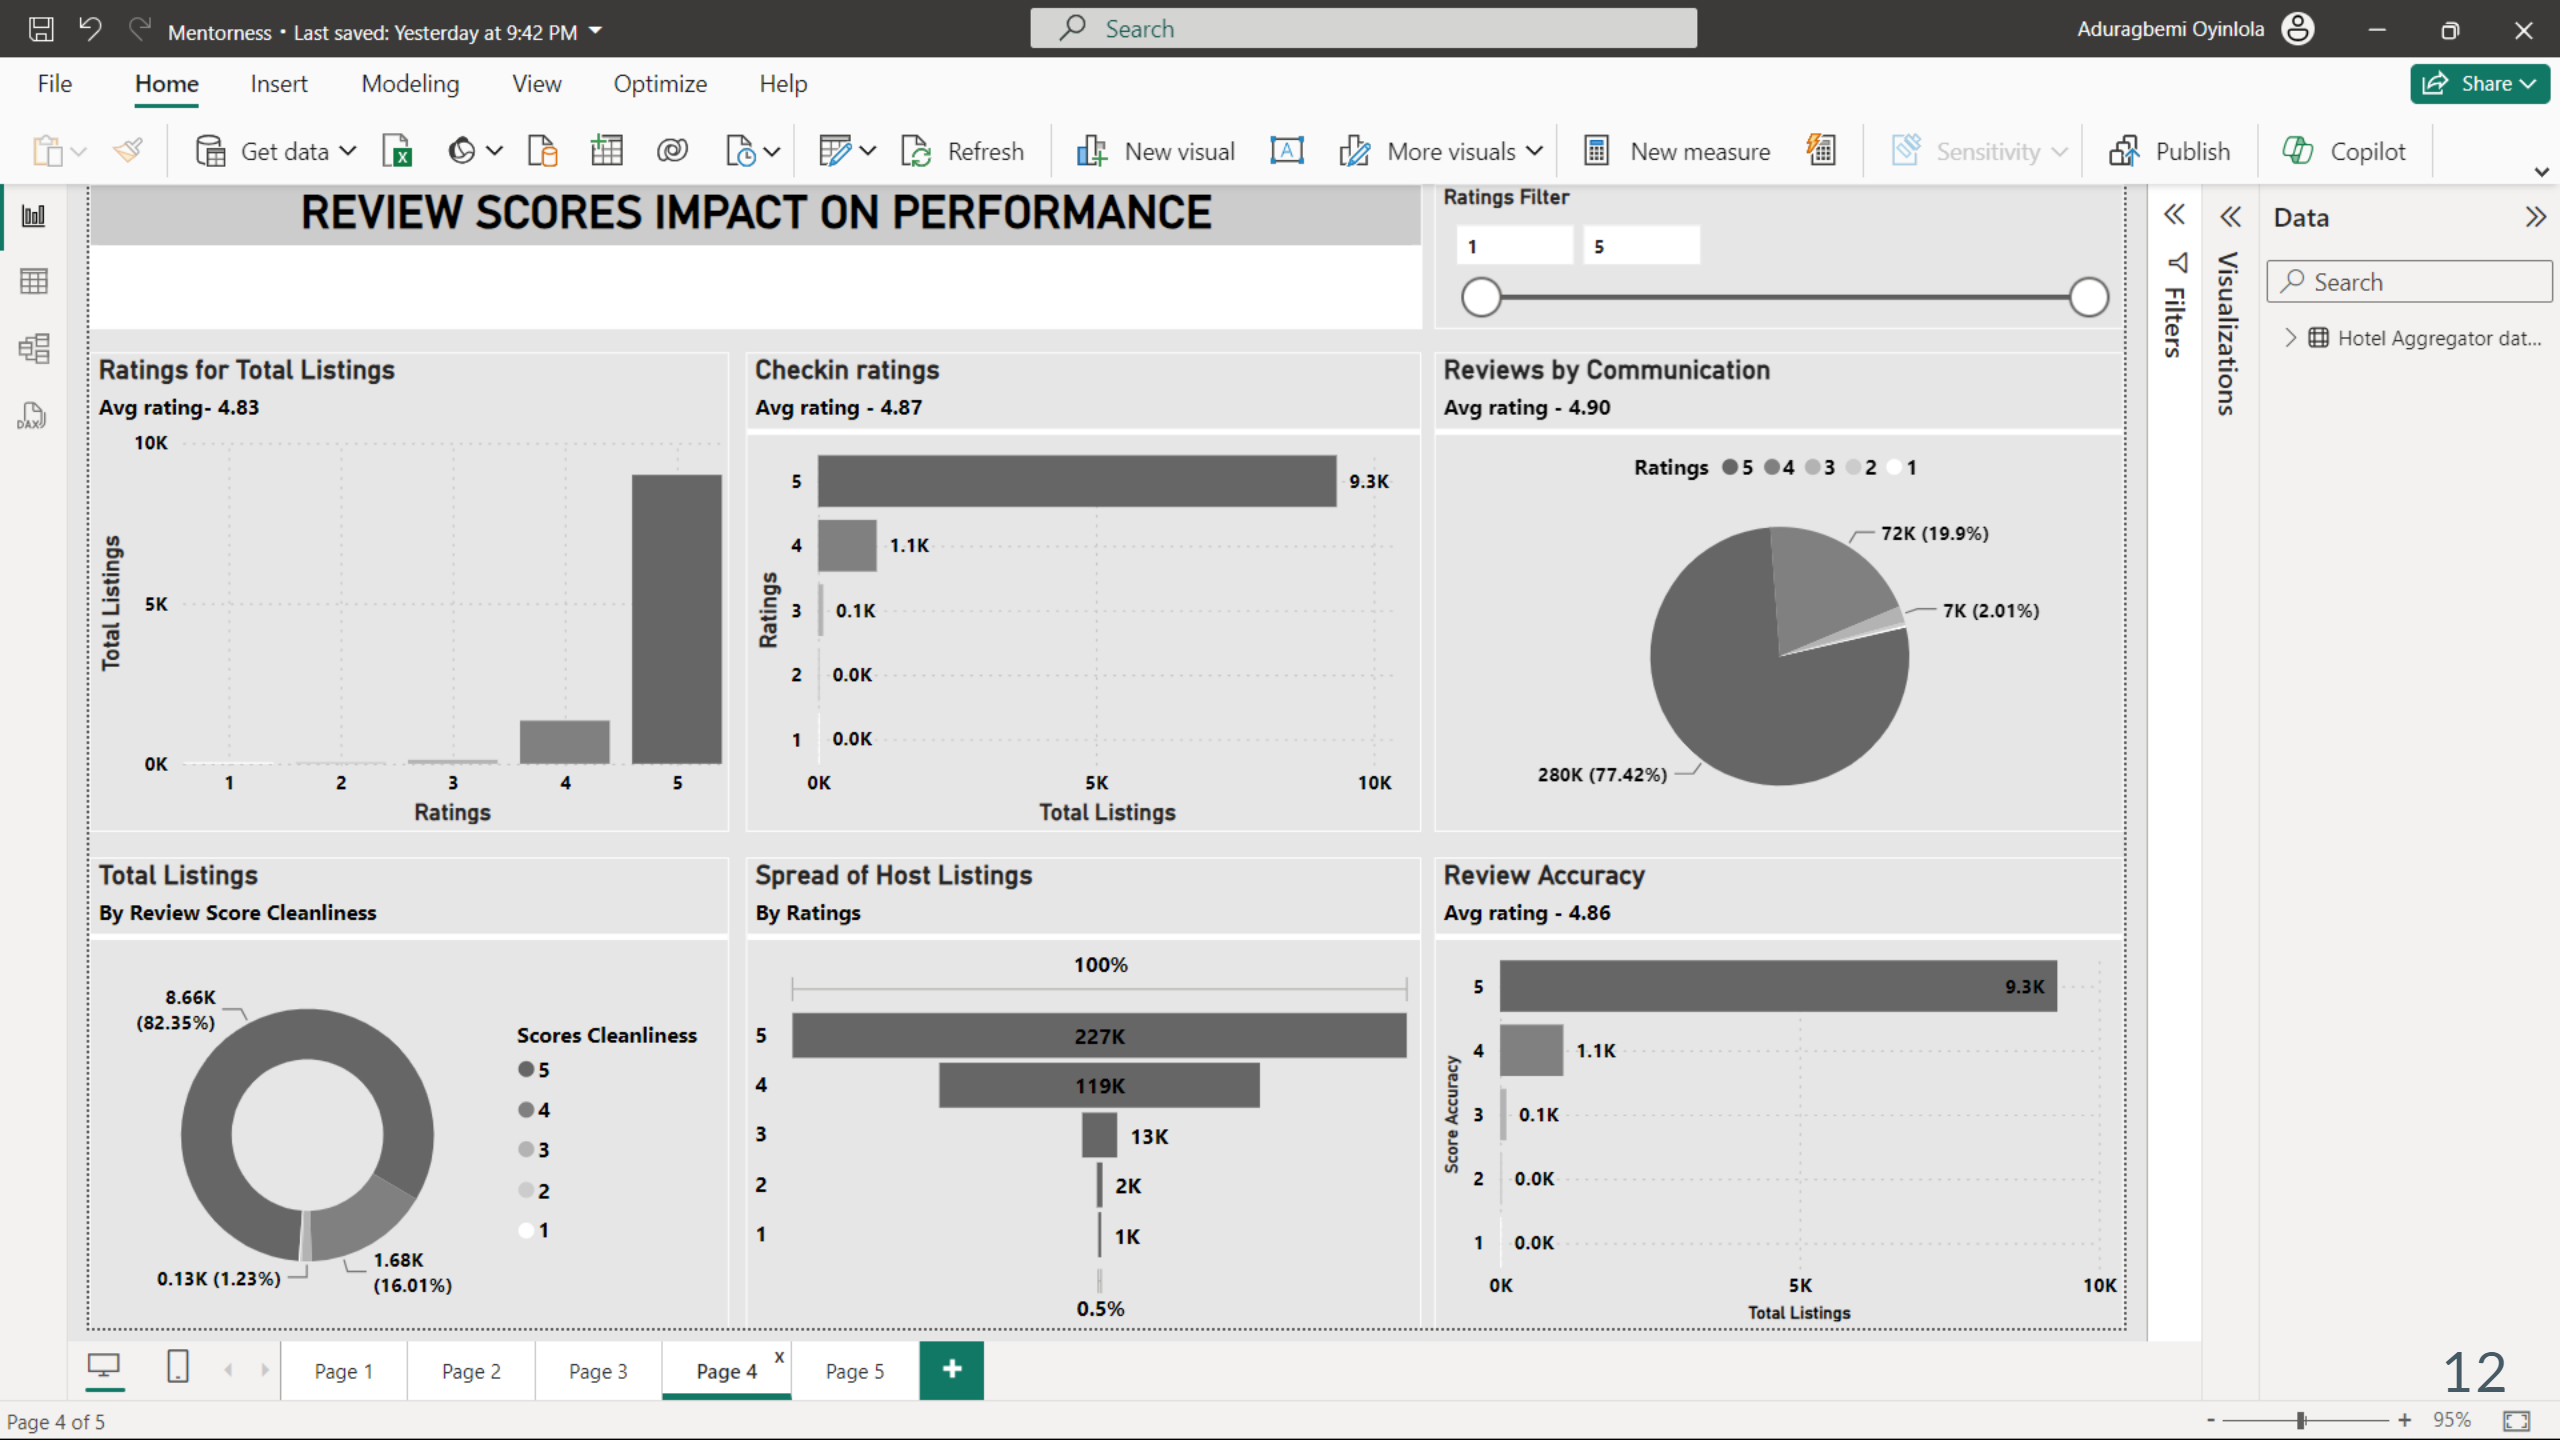 Mentorness • Last saved: Yesterday at 9:42 PM
Search
Aduragbemi Oyinlola
File Home Insert Modeling View Optimize Help
Share
Get data
Refresh
New visual
More visuals
New measure
Sensitivity
Publish
Copilot
REVIEW SCORES IMPACT ON PERFORMANCE
Ratings Filter
1 5
Filters
Visualizations
Data
Search
Hotel Aggregator dat...
DAX
Ratings for Total Listings
Avg rating- 4.83
10K
5K
0K
Total Listings
1 2 3 4 5
Ratings
Checkin ratings
Avg rating - 4.87
Ratings
5 9.3K
4 1.1K
3 0.1K
2 0.0K
1 0.0K
0K 5K 10K
Total Listings
Reviews by Communication
Avg rating - 4.90
Ratings 5 4 3 2 1
72K (19.9%)
7K (2.01%)
280K (77.42%)
Total Listings
By Review Score Cleanliness
8.66K
(82.35%)
Scores Cleanliness
5
4
3
2
1
1.68K
(16.01%)
0.13K (1.23%)
Spread of Host Listings
By Ratings
100%
5 227K
4 119K
3 13K
2 2K
1 1K
0.5%
Review Accuracy
Avg rating - 4.86
Score Accuracy
5 9.3K
4 1.1K
3 0.1K
2 0.0K
1 0.0K
0K 5K 10K
Total Listings
Page 1 Page 2 Page 3 Page 4 x Page 5 +
12
Page 4 of 5
- + 95%